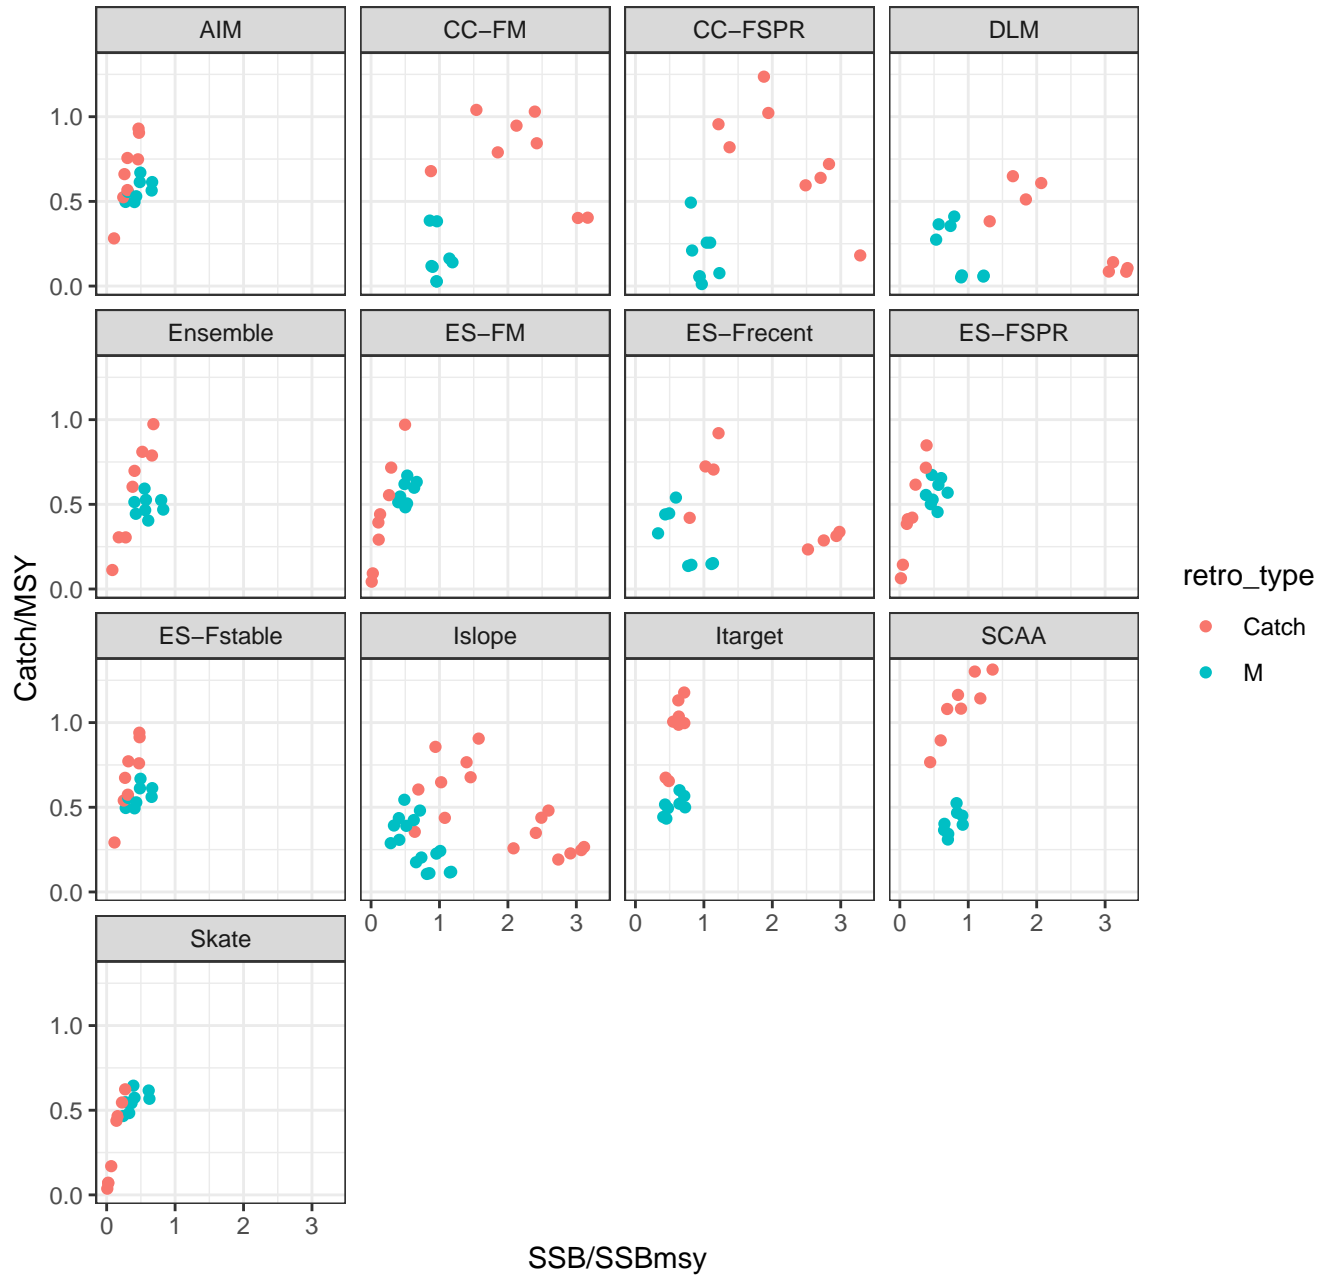 AIM
CC−FM
CC−FSPR
DLM
1.0
0.5
0.0
Ensemble
ES−FM
ES−Frecent
ES−FSPR
1.0
0.5
0.0
ES−Fstable
Islope
Itarget
SCAA
1.0
0.5
0.0
0 1 2 3
0 1 2 3
0 1 2 3
Skate
1.0
0.5
0.0
0 1 2 3
SSB/SSBmsy
Catch/MSY
retro_type
Catch
M